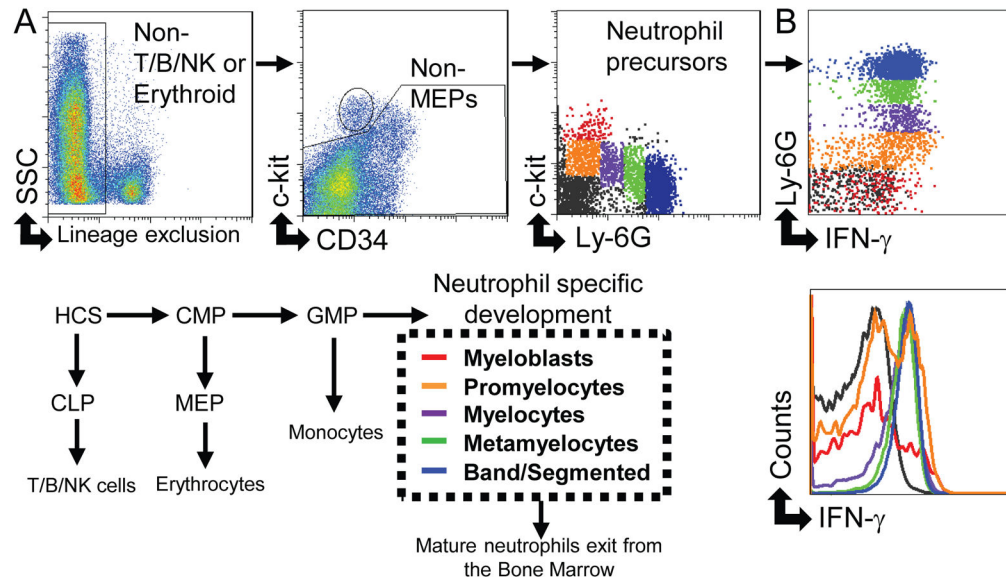 A
Non-
T/B/NK or
Erythroid
SSC
Lineage exclusion
Non-
MEPs
c-kit
CD34
Neutrophil
precursors
c-kit
Ly-6G
B
Ly-6G
IFN-γ
HCS
CMP
GMP
Neutrophil specific
development
CLP
MEP
Monocytes
T/B/NK cells
Erythrocytes
Myeloblasts
Promyelocytes
Myelocytes
Metamyelocytes
Band/Segmented
Mature neutrophils exit from
the Bone Marrow
Counts
IFN-γ